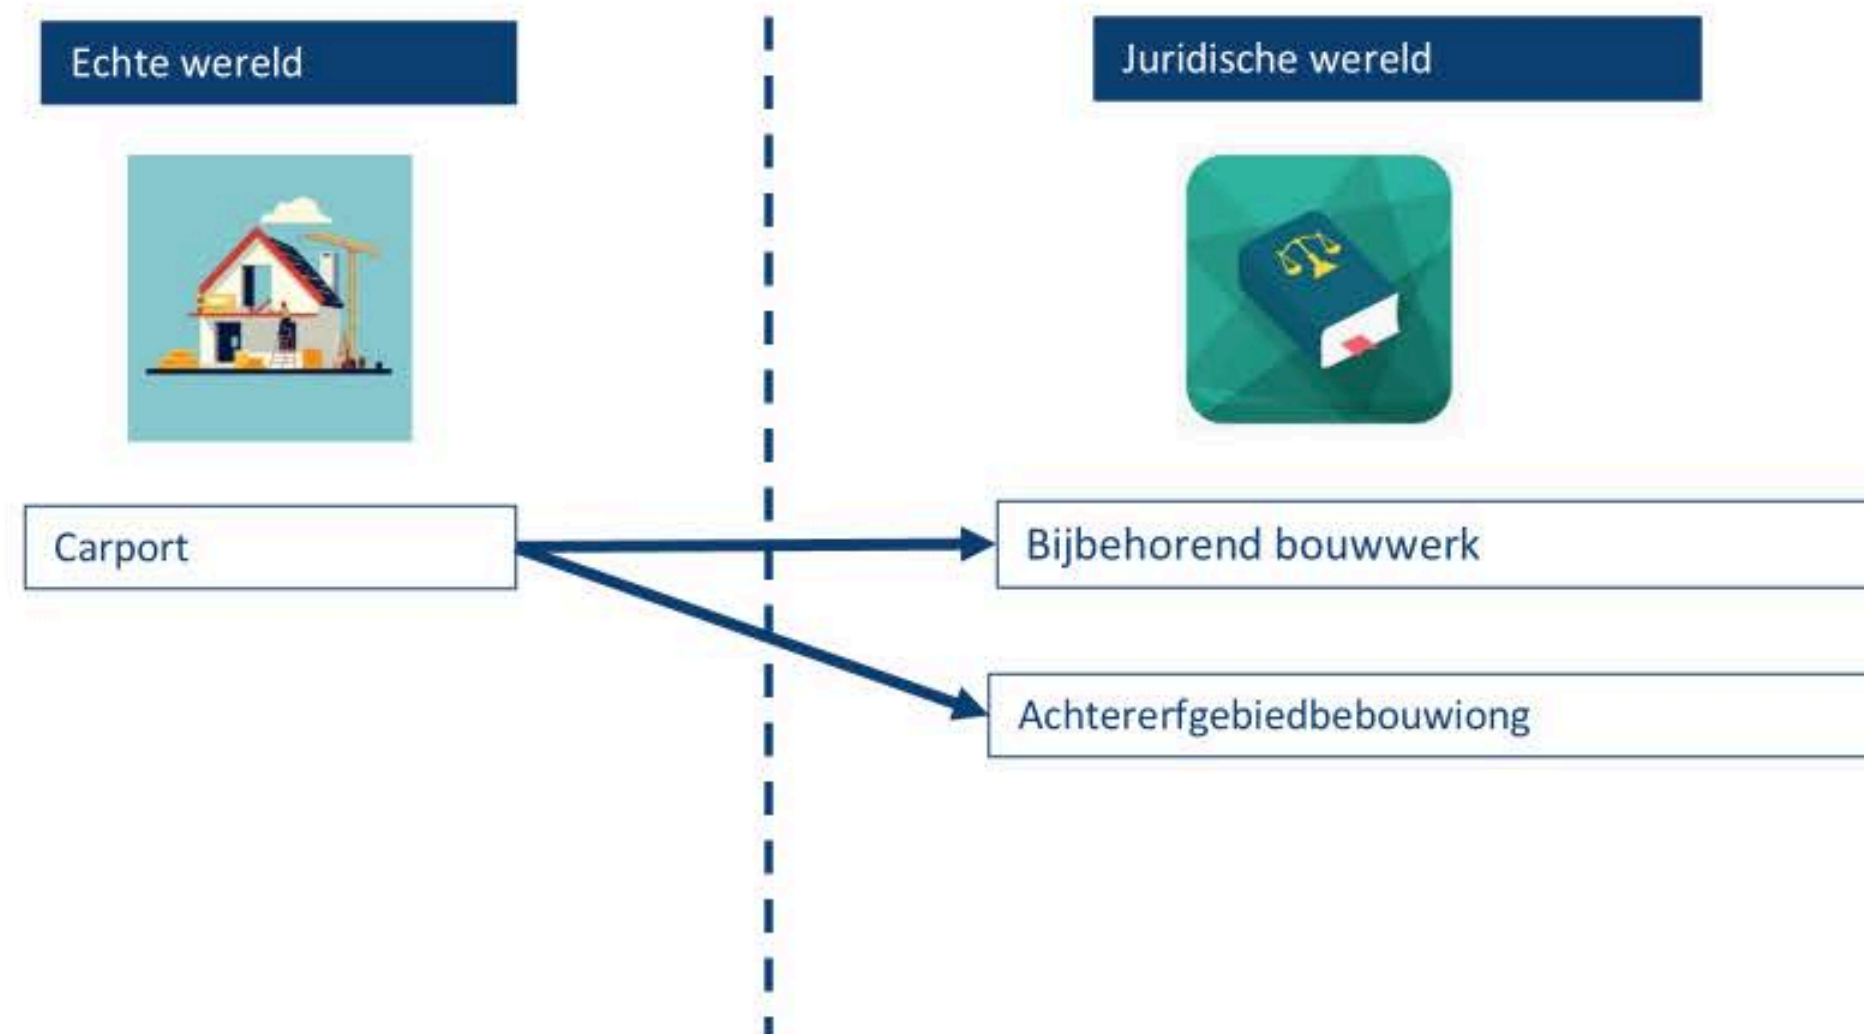 Echte wereld
Juridische wereld
Carport
Bijbehorend bouwwerk
Achtererfgebiedbebouwiong